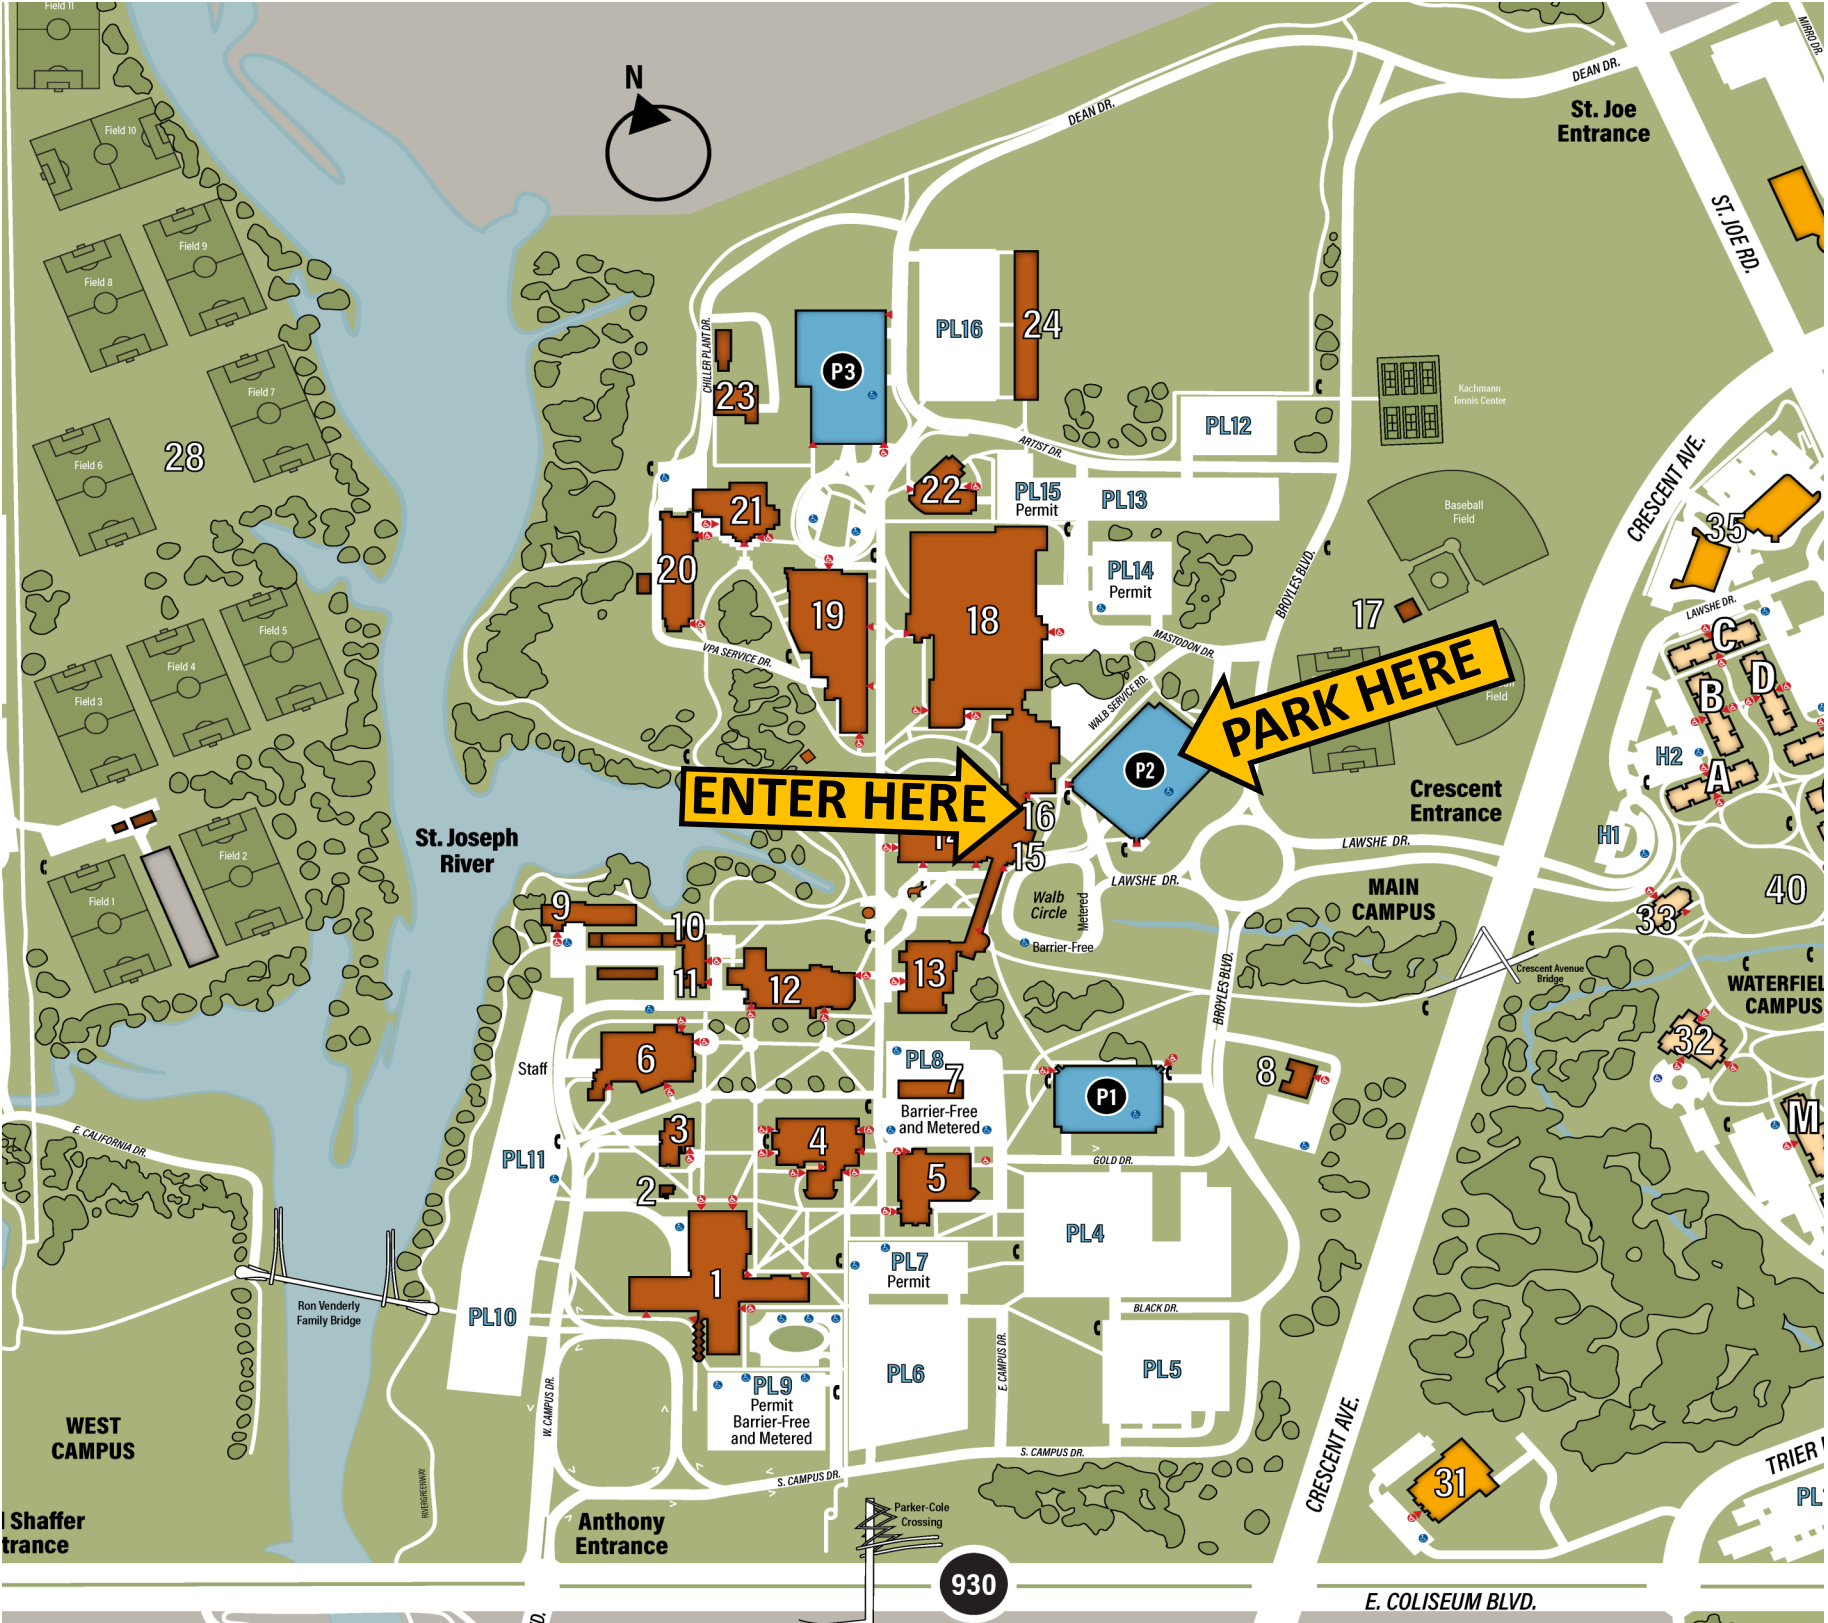 Field 11
MIRRO DR.
N
DEAN DR.
DEAN DR.
St. Joe
Entrance
Field 10
ST. JOE RD.
Field 9
Field 8
CHILLER PLANT DR.
P3
PL16
24
23
Field 7
Kachmann
Tennis Center
PL12
ARTIST DR.
CRESCENT AVE.
28
Field 6
22
PL15
Permit
PL13
21
Baseball
Field
35
20
PL14
Permit
BROYLES BLVD.
19
18
17
LAWSHE DR.
Field 5
Field 4
Field 3
VPA SERVICE DR.
MASTODON DR.
C
D
B
PARK HERE
Field
WALB SERVICE RD.
H2
A
P2
Crescent
Entrance
ENTER HERE
16
15
H1
LAWSHE DR.
St. Joseph
River
Field 2
Field 1
LAWSHE DR.
MAIN
CAMPUS
40
Walb
Circle
Metered
Barrier-Free
33
9
10
11
12
13
Crescent Avenue
Bridge
WATERFIEL
CAMPUS
BROYLES BLVD.
32
6
Staff
PL8
7
Barrier-Free
and Metered
P1
8
M
E. CALIFORNIA DR.
3
4
PL11
GOLD DR.
5
2
PL4
PL7
Permit
1
Ron Venderly
Family Bridge
PL10
BLACK DR.
E. CAMPUS DR.
PL6
PL5
PL9
Permit
Barrier-Free
and Metered
W. CAMPUS DR.
CRESCENT AVE.
WEST
CAMPUS
S. CAMPUS DR.
S. CAMPUS DR.
RIVERGREENWAY
31
TRIER
PL
Parker-Cole
Crossing
Shaffer
trance
Anthony
Entrance
930
E. COLISEUM BLVD.
D.